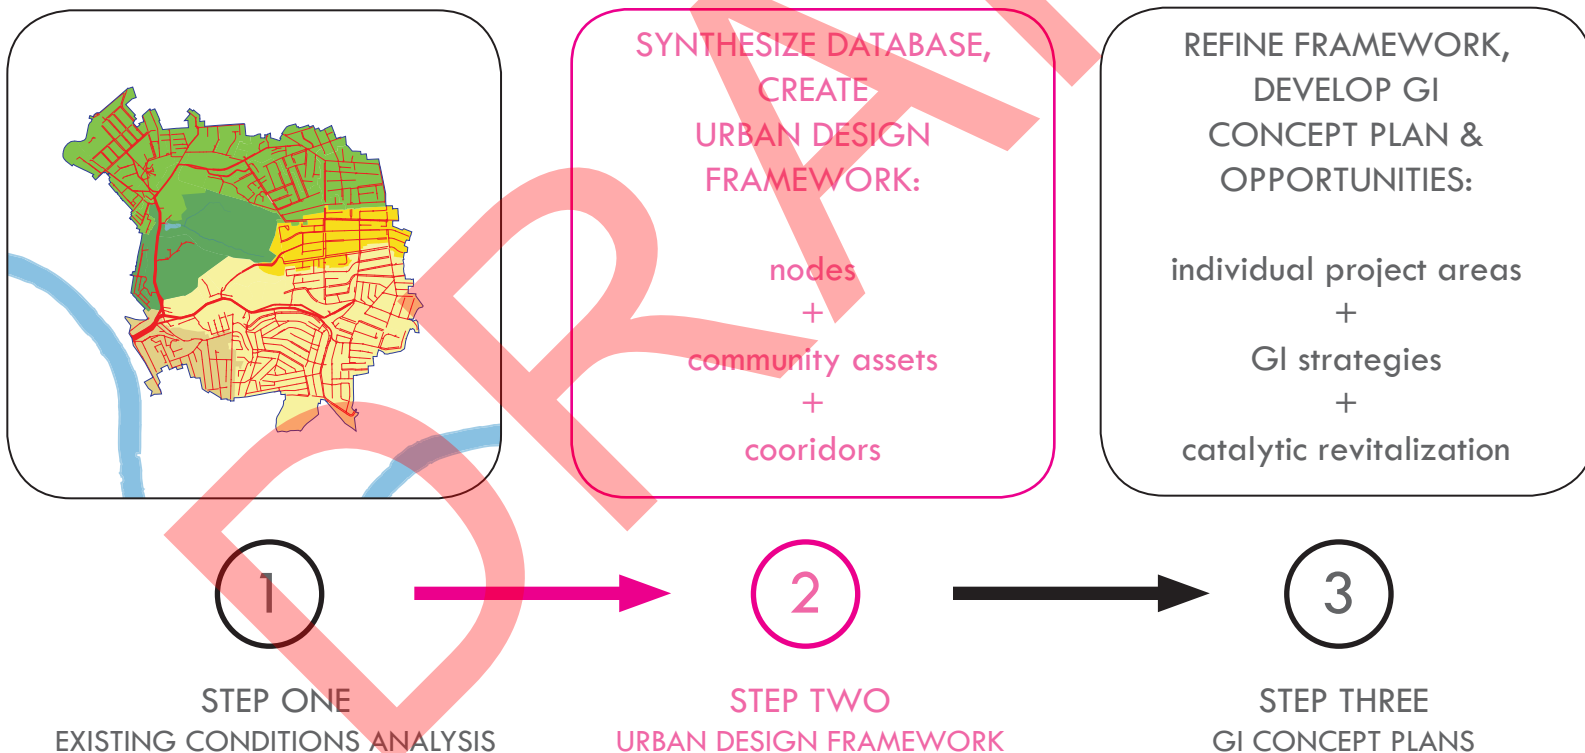 SYNTHESIZE DATABASE,
CREATE
URBAN DESIGN
FRAMEWORK:
nodes
+
community assets
+
cooridors
REFINE FRAMEWORK,
DEVELOP GI
CONCEPT PLAN &
OPPORTUNITIES:
individual project areas
+
GI strategies
+
catalytic revitalization
1
2
3
STEP ONE
EXISTING CONDITIONS ANALYSIS
STEP TWO
URBAN DESIGN FRAMEWORK
STEP THREE
GI CONCEPT PLANS
DRA